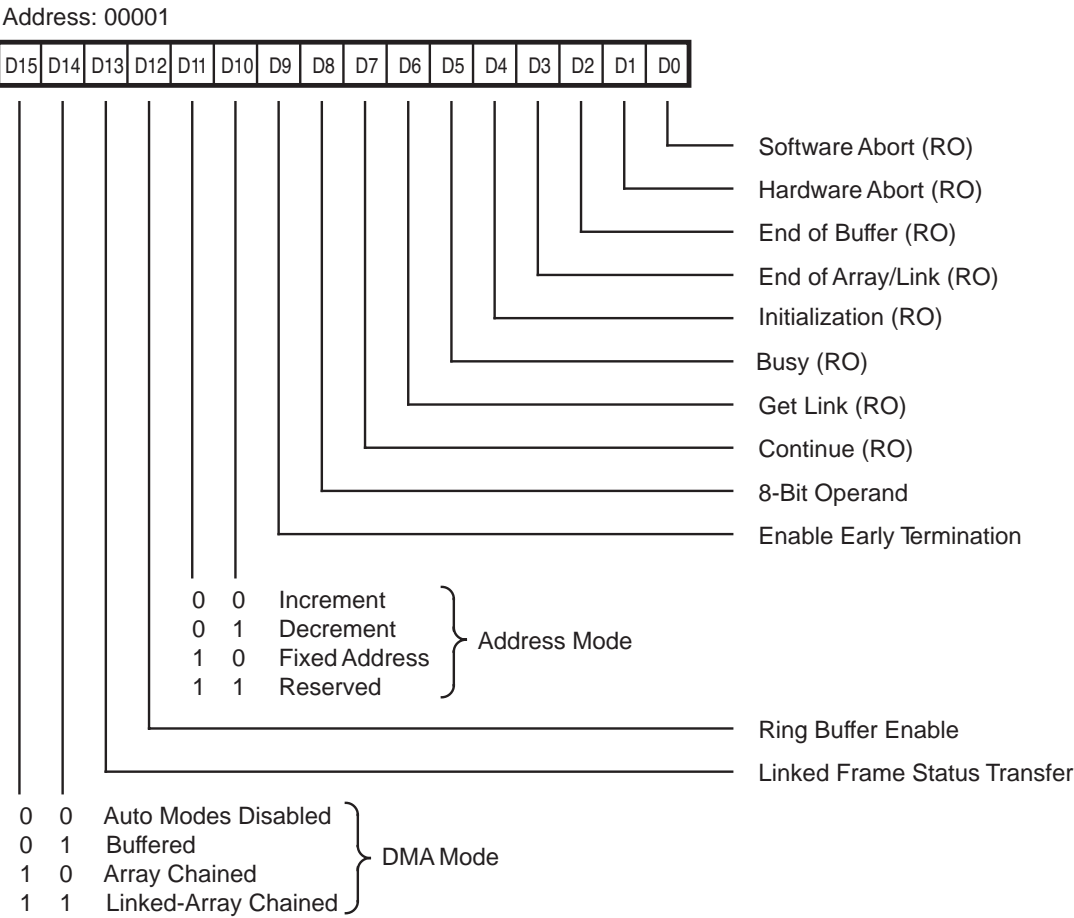 Address: 00001
D15 D14 D13 D12 D11 D10 D9 D8 D7 D6 D5 D4 D3 D2 D1 D0
Software Abort (RO)
Hardware Abort (RO)
End of Buffer (RO)
End of Array/Link (RO)
Initialization (RO)
Busy (RO)
Get Link (RO)
Continue (RO)
8-Bit Operand
Enable Early Termination
0 0 Increment
0 1 Decrement
1 0 Fixed Address
1 1 Reserved
Address Mode
Ring Buffer Enable
Linked Frame Status Transfer
0 0 Auto Modes Disabled
0 1 Buffered
1 0 Array Chained
1 1 Linked-Array Chained
DMA Mode